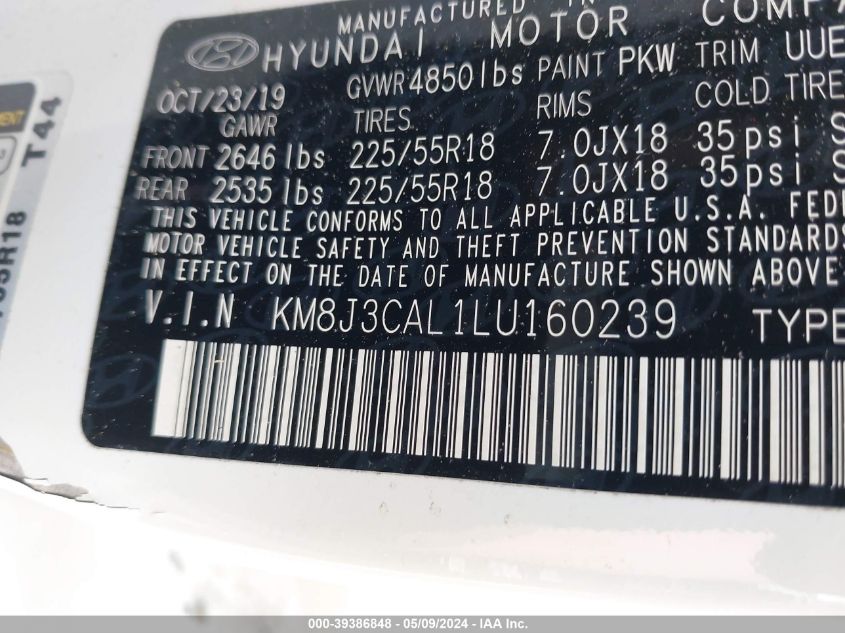 MANUFACTURED IN
HYUNDAI MOTOR COMPA
OCT/23/19 GVWR 4850 lbs PAINT PKW TRIM UUE
GAWR TIRES RIMS COLD TIRE
FRONT 2646 lbs 225/55R18 7.0JX18 35psi S
REAR 2535 lbs 225/55R18 7.0JX18 35psi S
THIS VEHICLE CONFORMS TO ALL APPLICABLE U.S.A. FEDE
MOTOR VEHICLE SAFETY AND THEFT PREVENTION STANDARDS
IN EFFECT ON THE DATE OF MANUFACTURE SHOWN ABOVE
V.I.N KM8J3CAL1LU160239 TYPE
T44
55R18
000-39386848 - 05/09/2024 - IAA Inc.